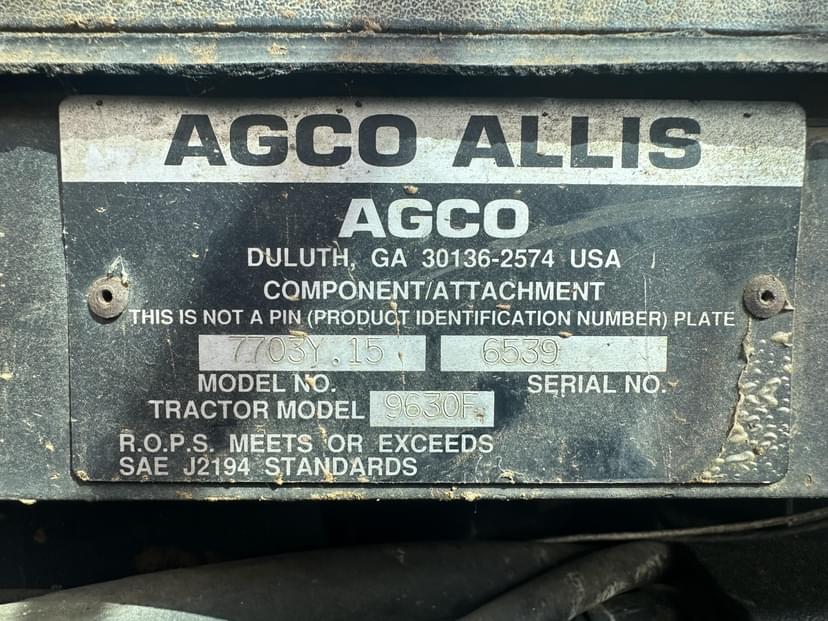 AGCO ALLIS
AGCO
DULUTH, GA 30136-2574 USA
COMPONENT/ATTACHMENT
THIS IS NOT A PIN (PRODUCT IDENTIFICATION NUMBER) PLATE
7703Y.15 6539
MODEL NO. SERIAL NO.
TRACTOR MODEL 9630F
R.O.P.S. MEETS OR EXCEEDS
SAE J2194 STANDARDS